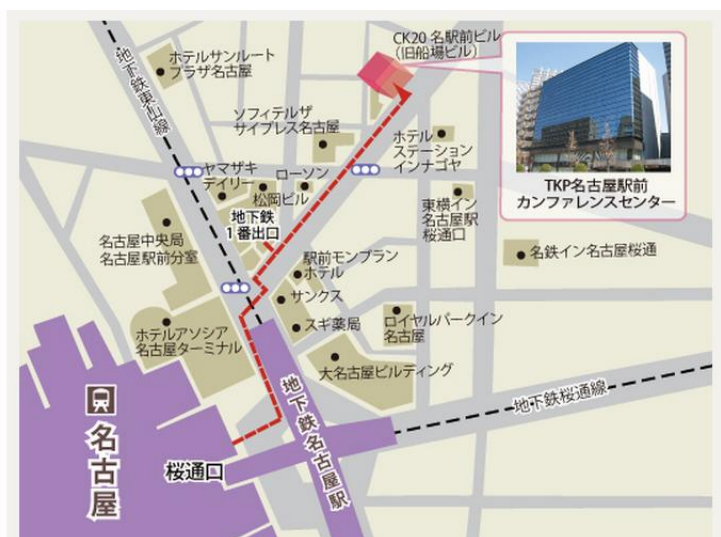 CK20 名駅前ビル
（旧船場ビル）
ホテルサンルート
プラザ名古屋
地下鉄東山線
ソフィテルザ
サイプレス名古屋
ホテル
ステーション
インナゴヤ
TKP名古屋駅前
カンファレンスセンター
ヤマザキ
デイリー
ローソン
松岡ビル
地下鉄
1番出口
東横イン
名古屋駅
桜通口
名古屋中央局
名古屋駅前分室
駅前モンブラン
ホテル
名鉄イン名古屋桜通
サンクス
スギ薬局
ロイヤルパークイン
名古屋
ホテルアソシア
名古屋ターミナル
大名古屋ビルディング
地下鉄桜通線
名古屋
桜通口
地下鉄名古屋駅